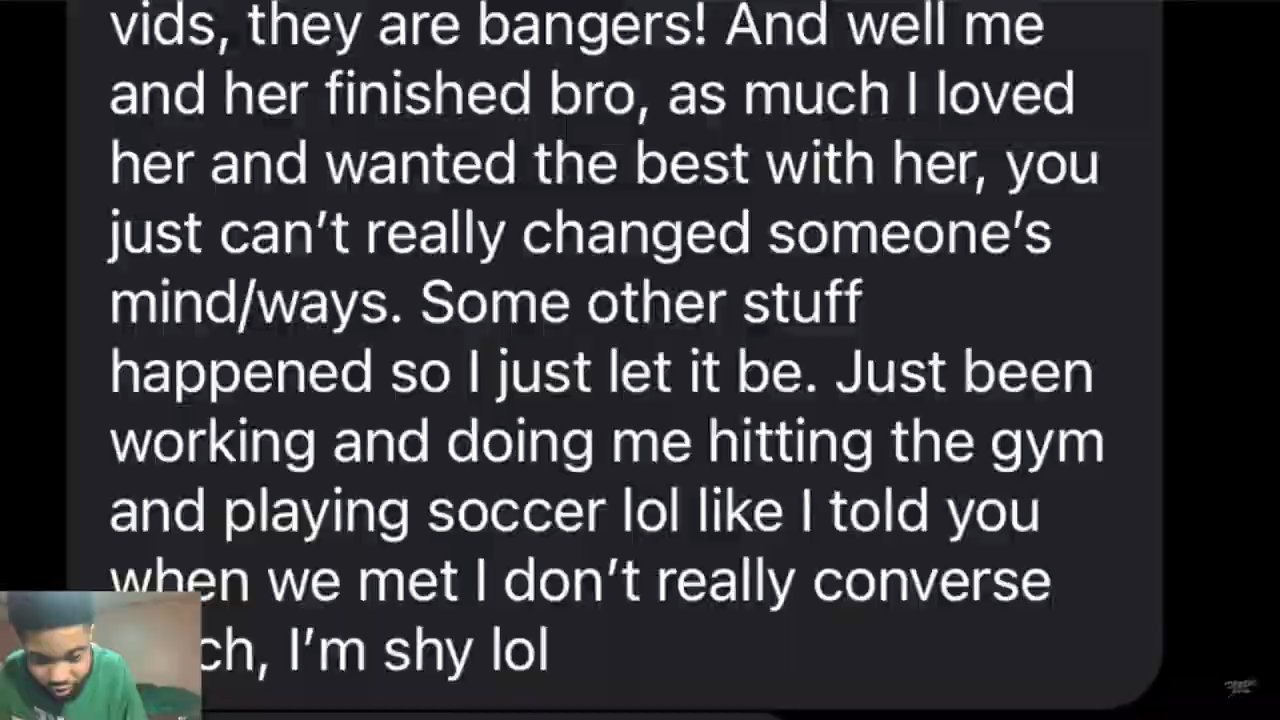 vids, they are bangers! And well me
and her finished bro, as much I loved
her and wanted the best with her, you
just can’t really changed someone’s
mind/ways. Some other stuff
happened so I just let it be. Just been
working and doing me hitting the gym
and playing soccer lol like I told you
when we met I don’t really converse
ch, I’m shy lol